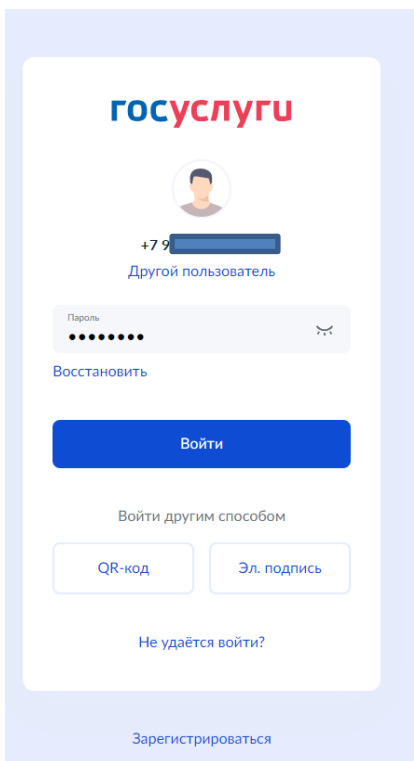 госуслуги
+7 9
Другой пользователь
Пароль
••••••••
Восстановить
Войти
Войти другим способом
QR-код Эл. подпись
Не удаётся войти?
Зарегистрироваться